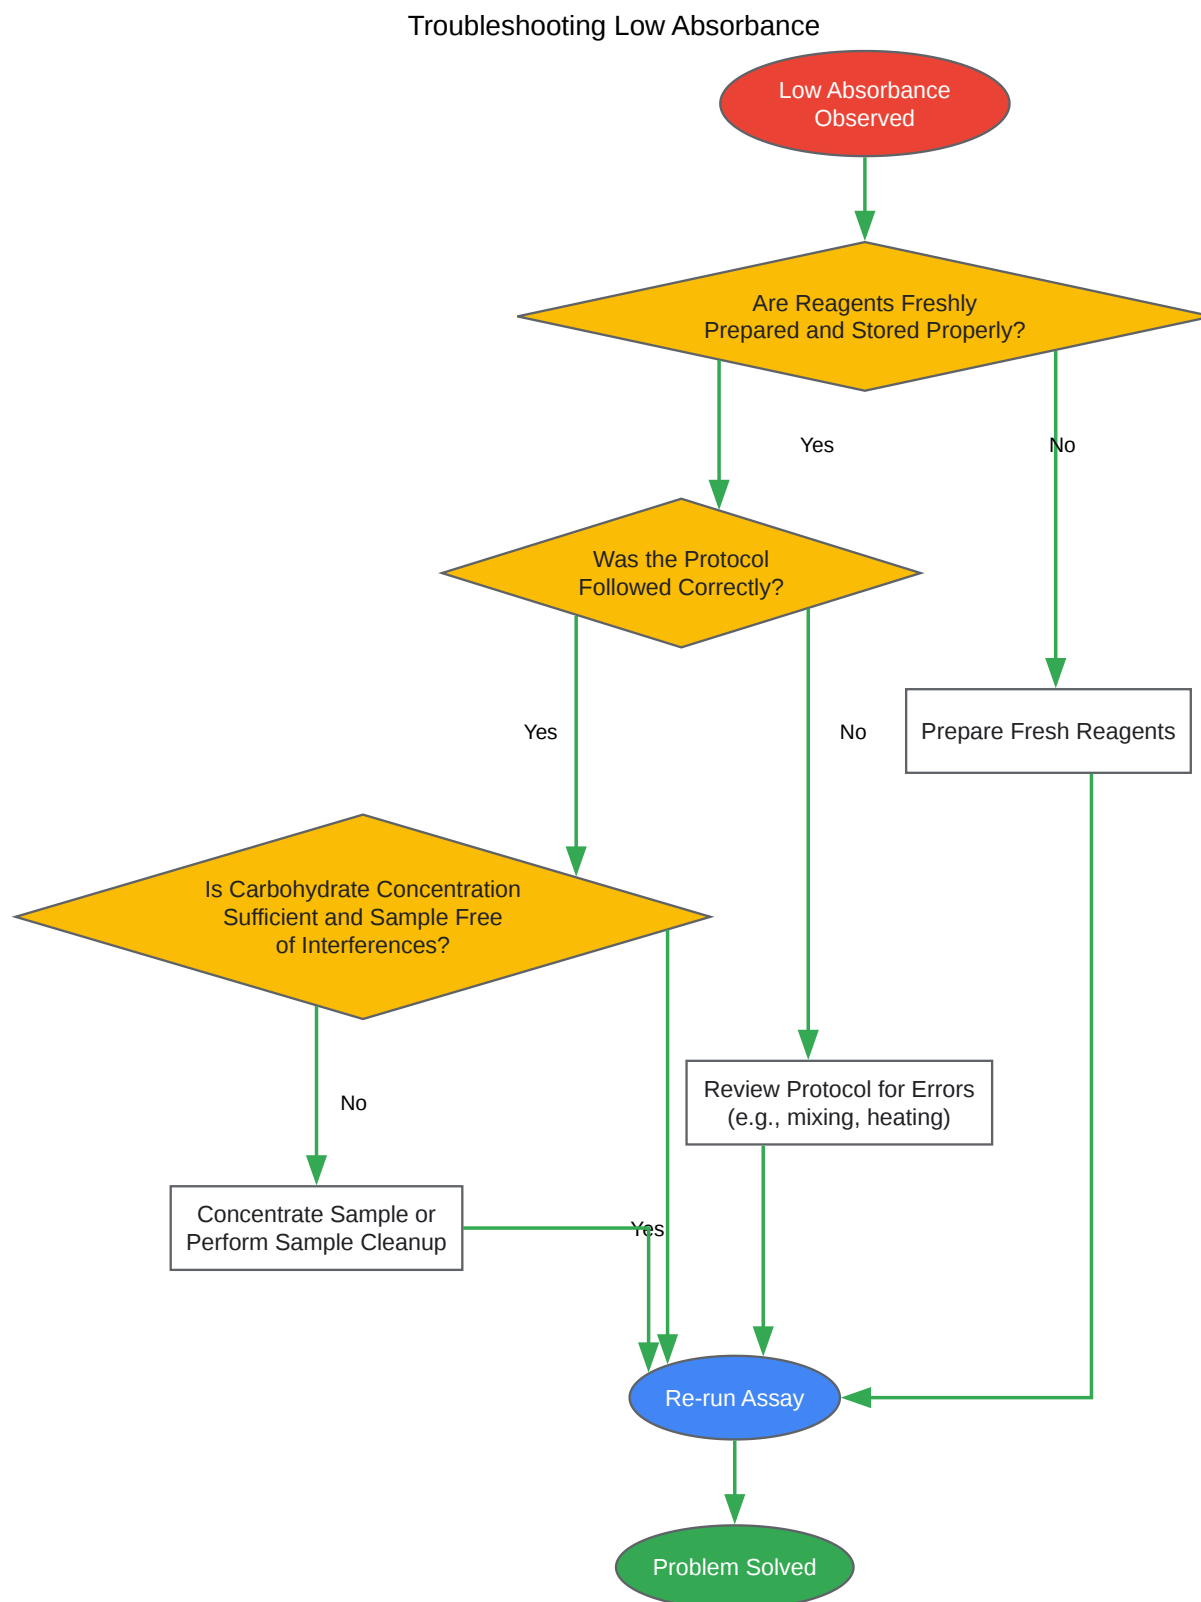 Troubleshooting Low Absorbance
Low Absorbance
Observed
Are Reagents Freshly
Prepared and Stored Properly?
Yes
No
Was the Protocol
Followed Correctly?
Yes
No
Prepare Fresh Reagents
Is Carbohydrate Concentration
Sufficient and Sample Free
of Interferences?
No
Review Protocol for Errors
(e.g., mixing, heating)
Concentrate Sample or
Perform Sample Cleanup
Yes
Re-run Assay
Problem Solved